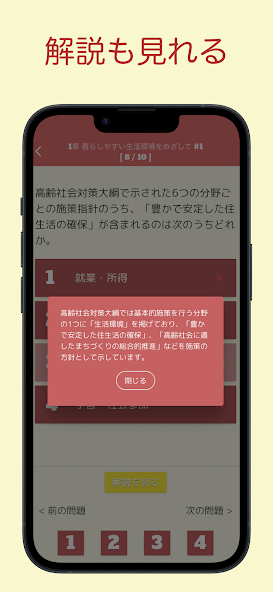 解説も見れる
1章 暮らしやすい生活環境をめざして #1
[ 8 / 10 ]
高齢社会対策大綱で示された6つの分野ご
との施策指針のうち、「豊かで安定した住
生活の確保」が含まれるのは次のうちどれ
か。
1 就業・所得
高齢社会対策大綱では基本的施策を行う分野
の1つに「生活環境」を掲げており、「豊か
で安定した住生活の確保」、「高齢社会に適
したまちづくりの総合的推進」などを施策の
方針として示しています。
閉じる
4 学習・社会参加
解説を見る
< 前の問題 次の問題 >
1 2 3 4